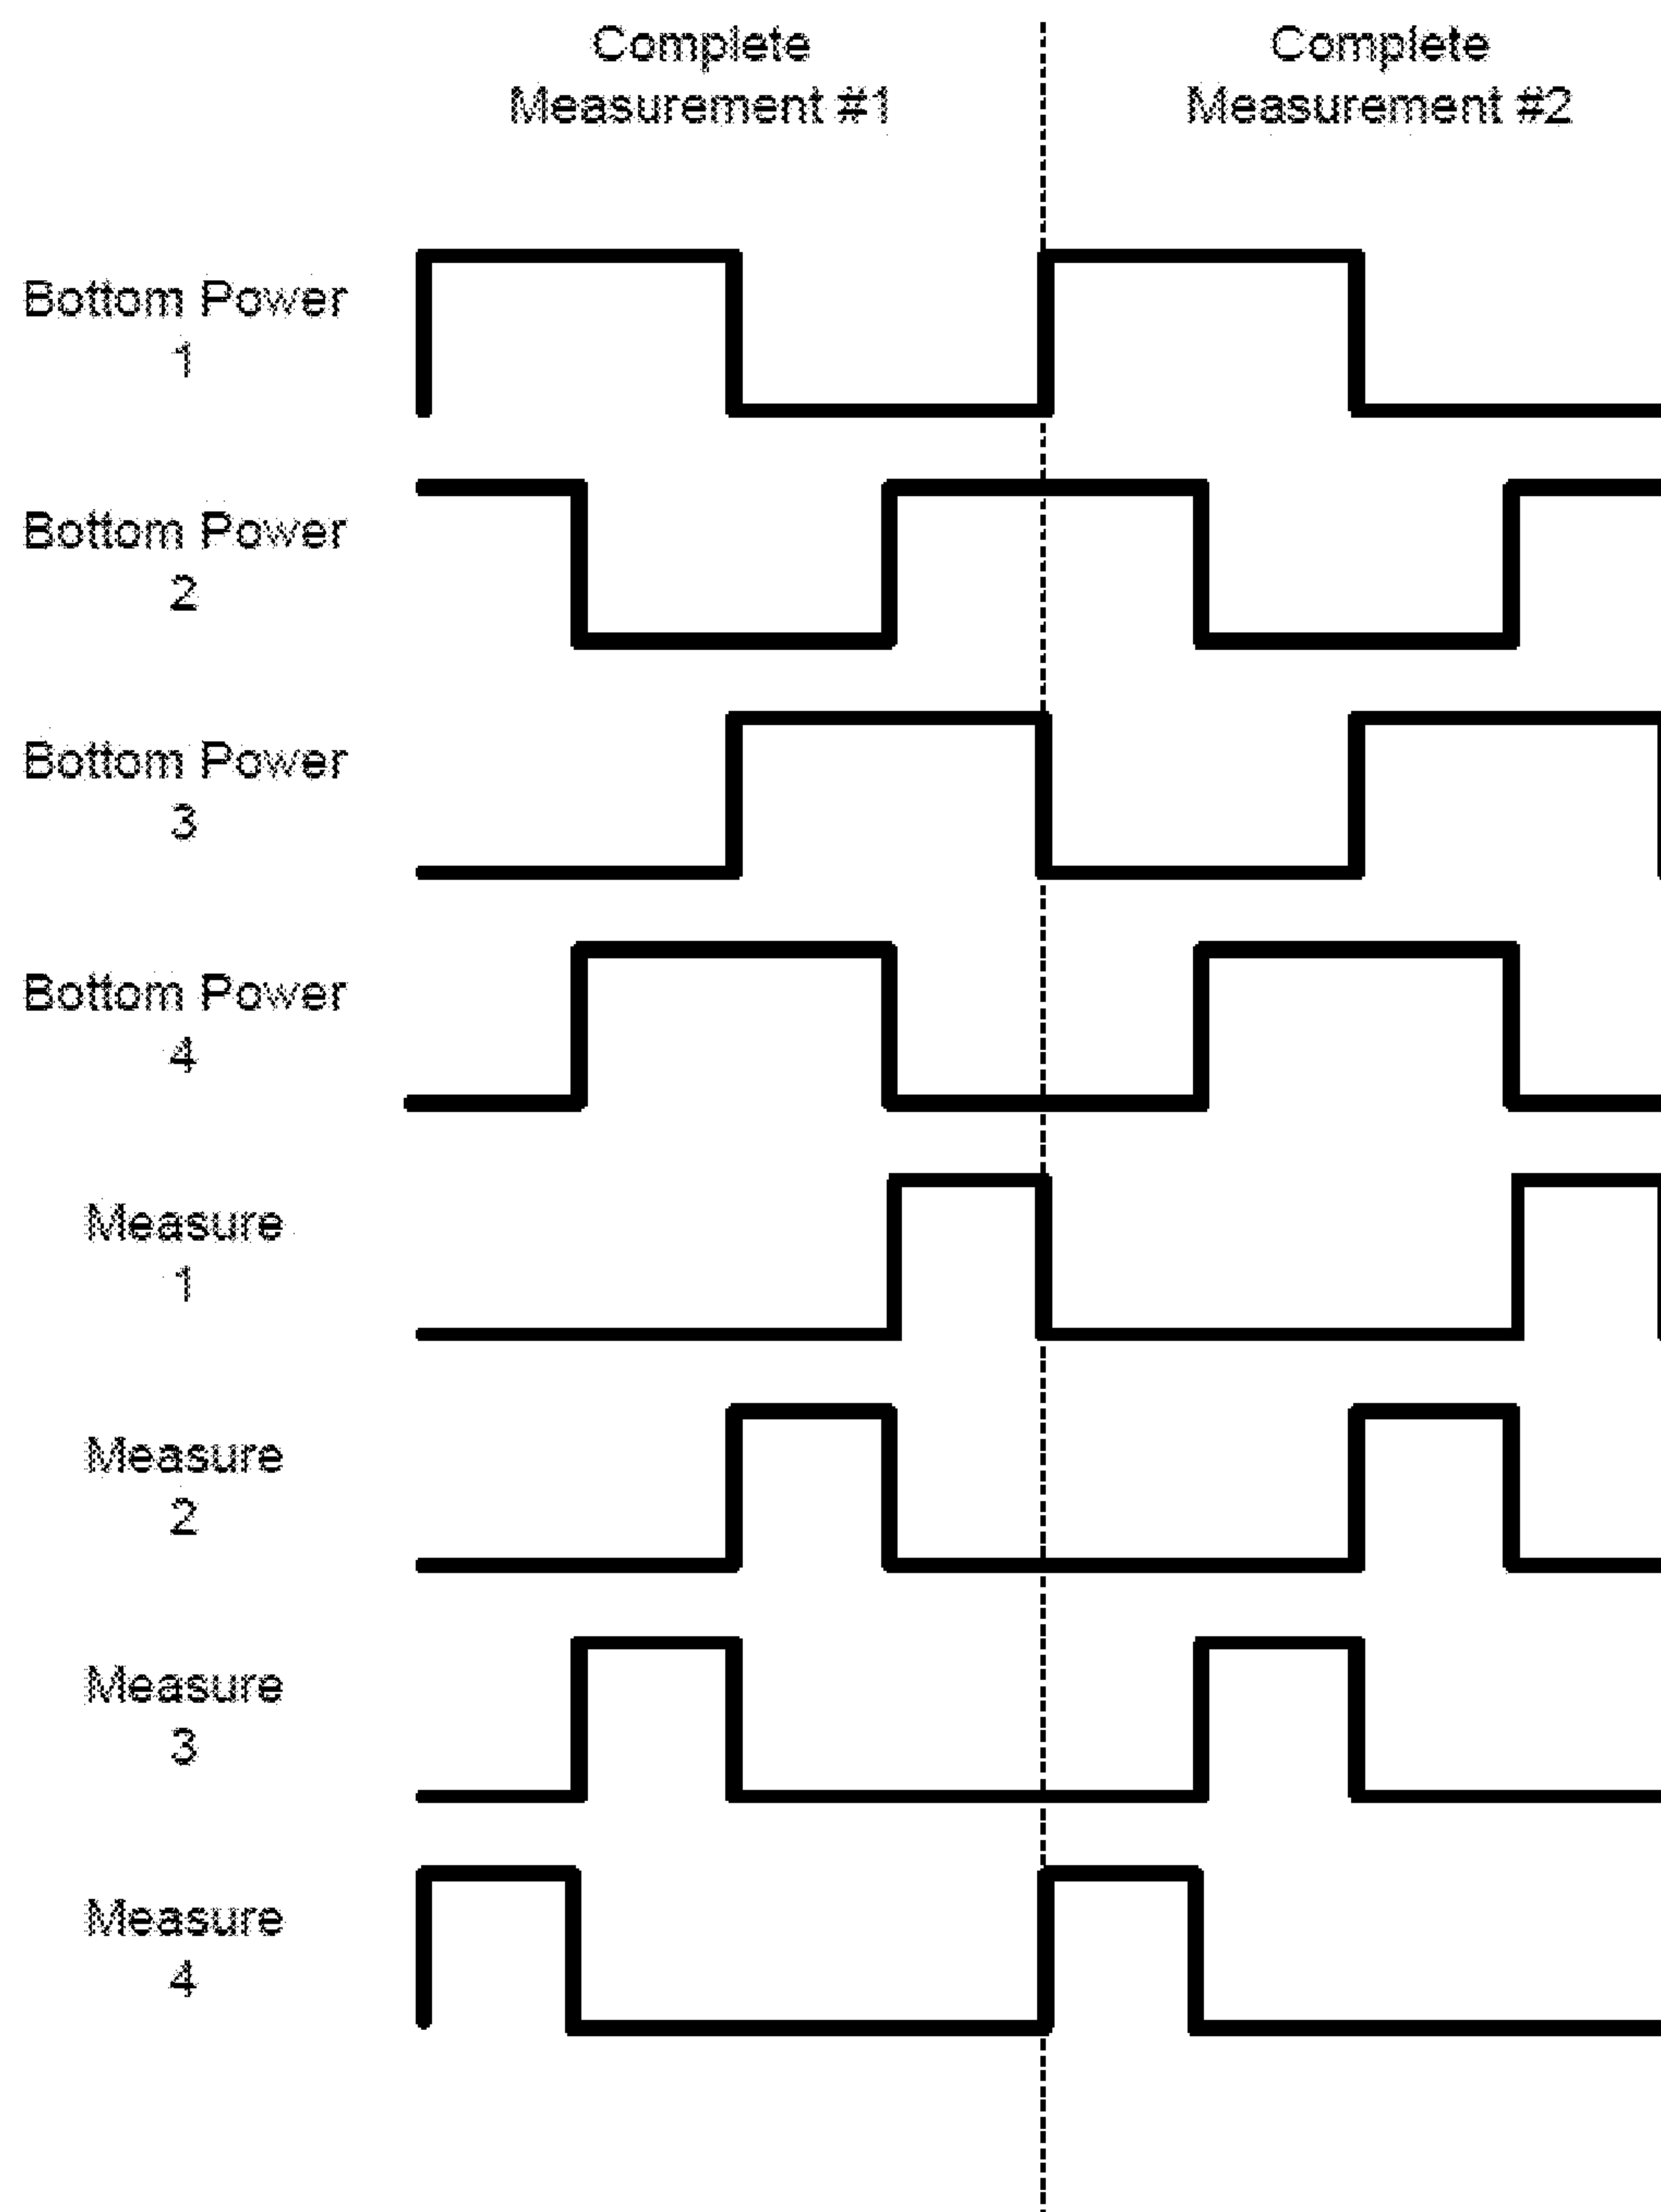 Complete
Measurement #1
Complete
Measurement #2
Bottom Power
1
Bottom Power
2
Bottom Power
3
Bottom Power
4
Measure
1
Measure
2
Measure
3
Measure
4